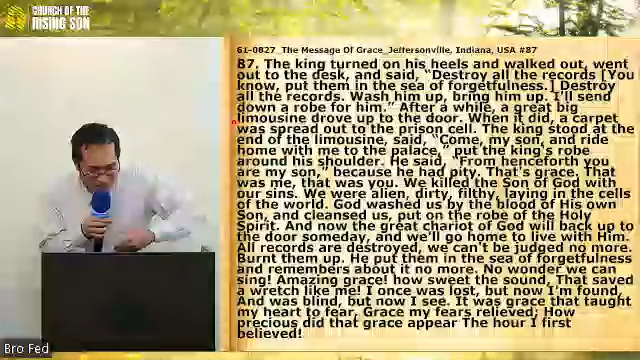 CHURCH OF THE
RISING SON
61-0827_The Message Of Grace_Jeffersonville, Indiana, USA #87
87. The king turned on his heels and walked out, went
out to the desk, and said, “Destroy all the records [You
know, put them in the sea of forgetfulness.] Destroy
all the records. Wash him up, bring him up. I'll send
down a robe for him.” After a while, a great big
limousine drove up to the door. When it did, a carpet
was spread out to the prison cell. The king stood at the
end of the limousine, said, “Come, my son, and ride
home with me to the palace,” put the king's robe
around his shoulder. He said, “From henceforth you
are my son,” because he had pity. That's grace. That
was me, that was you. We killed the Son of God with
our sins. We were alien, dirty, filthy, laying in the cells
of the world. God washed us by the blood of His own
Son, and cleansed us, put on the robe of the Holy
Spirit. And now the great chariot of God will back up to
the door someday, and we'll go home to live with Him.
All records are destroyed, we can't be judged no more.
Burnt them up. He put them in the sea of forgetfulness
and remembers about it no more. No wonder we can
sing! Amazing grace! how sweet the sound, That saved
a wretch like me! I once was lost, but now I'm found,
And was blind, but now I see. It was grace that taught
my heart to fear, Grace my fears relieved; How
precious did that grace appear The hour I first
believed!
Bro Fed